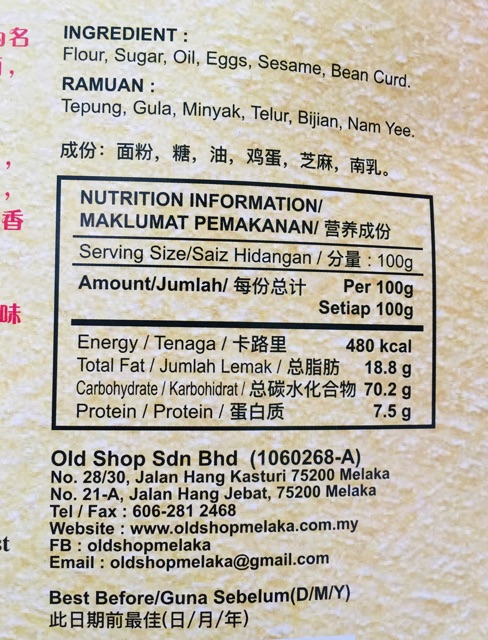 INGREDIENT :
Flour, Sugar, Oil, Eggs, Sesame, Bean Curd.
RAMUAN :
Tepung, Gula, Minyak, Telur, Bijian, Nam Yee.
成份：面粉，糖，油，鸡蛋，芝麻，南乳。
NUTRITION INFORMATION/
MAKLUMAT PEMAKANAN/ 营养成份
Serving Size/Saiz Hidangan / 分量 : 100g
Amount/Jumlah/ 每份总计 Per 100g
Setiap 100g
Energy / Tenaga / 卡路里 480 kcal
Total Fat / Jumlah Lemak / 总脂肪 18.8 g
Carbohydrate / Karbohidrat / 总碳水化合物 70.2 g
Protein / Protein / 蛋白质 7.5 g
Old Shop Sdn Bhd (1060268-A)
No. 28/30, Jalan Hang Kasturi 75200 Melaka
No. 21-A, Jalan Hang Jebat, 75200 Melaka
Tel / Fax : 606-281 2468
Website : www.oldshopmelaka.com.my
FB : oldshopmelaka
Email : oldshopmelaka@gmail.com
Best Before/Guna Sebelum(D/M/Y)
此日期前最佳(日/月/年)
名
，
，
，
香
味
st